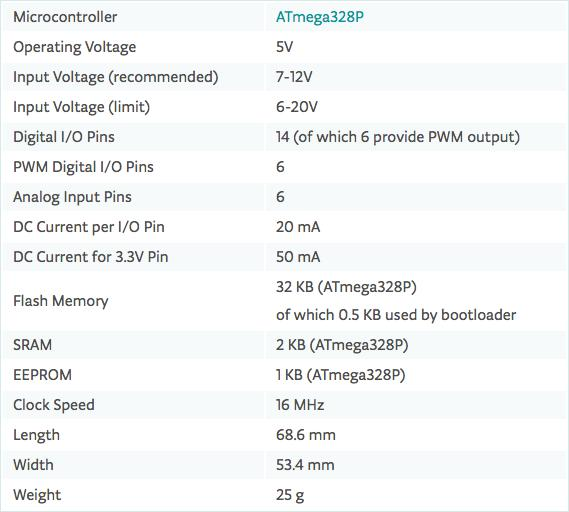 Microcontroller ATmega328P
Operating Voltage 5V
Input Voltage (recommended) 7-12V
Input Voltage (limit) 6-20V
Digital I/O Pins 14 (of which 6 provide PWM output)
PWM Digital I/O Pins 6
Analog Input Pins 6
DC Current per I/O Pin 20 mA
DC Current for 3.3V Pin 50 mA
Flash Memory 32 KB (ATmega328P)
of which 0.5 KB used by bootloader
SRAM 2 KB (ATmega328P)
EEPROM 1 KB (ATmega328P)
Clock Speed 16 MHz
Length 68.6 mm
Width 53.4 mm
Weight 25 g